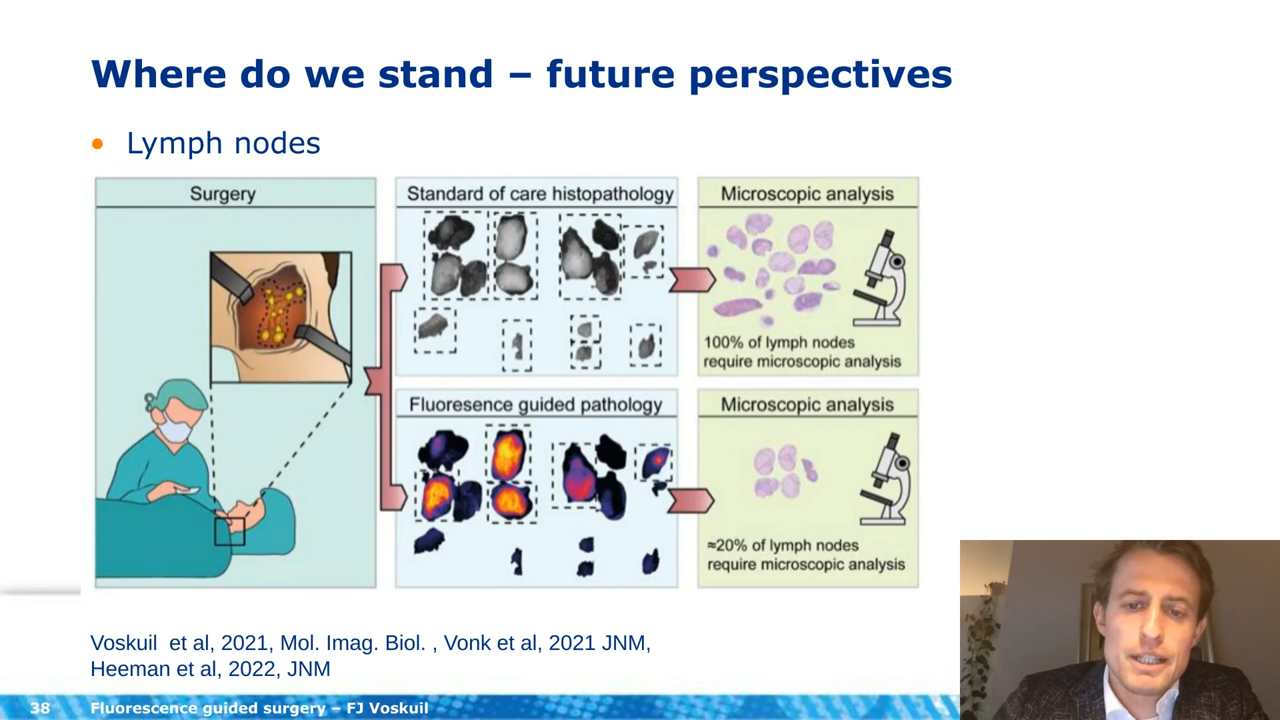 Where do we stand – future perspectives
• Lymph nodes
Surgery
Standard of care histopathology
Microscopic analysis
100% of lymph nodes
require microscopic analysis
Fluoresence guided pathology
Microscopic analysis
≈20% of lymph nodes
require microscopic analysis
Voskuil et al, 2021, Mol. Imag. Biol. , Vonk et al, 2021 JNM,
Heeman et al, 2022, JNM
38 Fluorescence guided surgery – FJ Voskuil